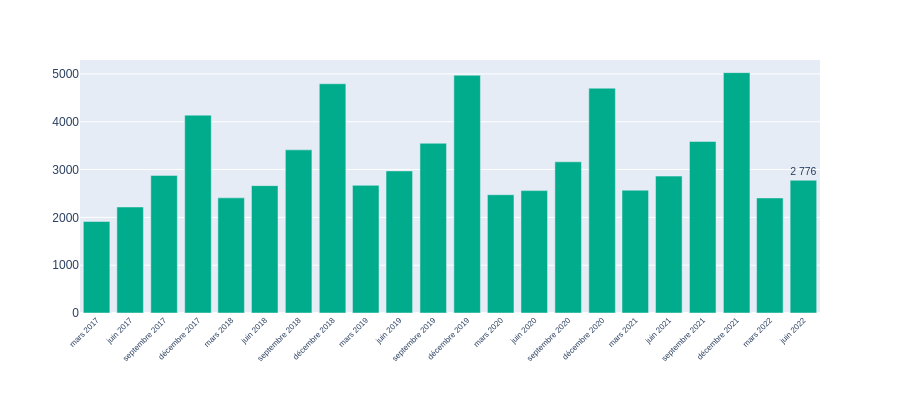 5000
4000
3000
2000
1000
0
2 776
mars 2017
juin 2017
septembre 2017
décembre 2017
mars 2018
juin 2018
septembre 2018
décembre 2018
mars 2019
juin 2019
septembre 2019
décembre 2019
mars 2020
juin 2020
septembre 2020
décembre 2020
mars 2021
juin 2021
septembre 2021
décembre 2021
mars 2022
juin 2022